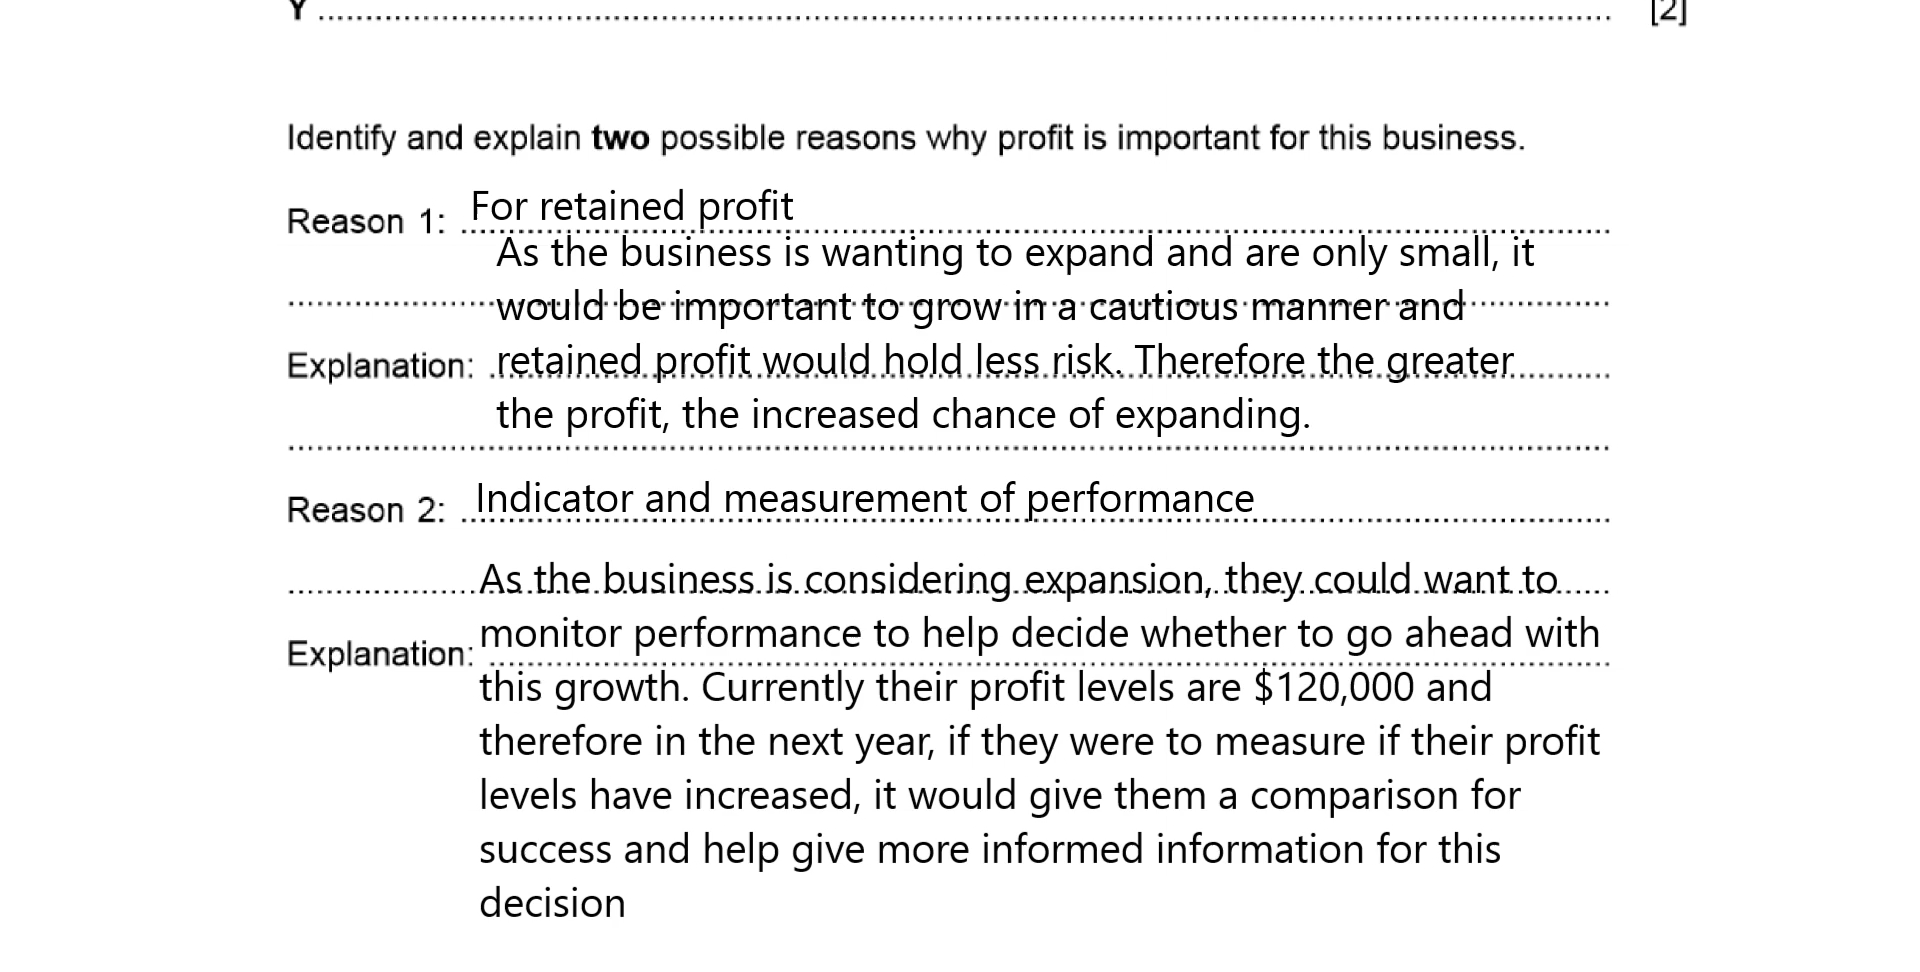 Y ........ [2]
Identify and explain two possible reasons why profit is important for this business.
Reason 1: For retained profit
As the business is wanting to expand and are only small, it
would be important to grow in a cautious manner and
Explanation: retained profit would hold less risk. Therefore the greater
the profit, the increased chance of expanding.
Reason 2: Indicator and measurement of performance
As the business is considering expansion, they could want to
monitor performance to help decide whether to go ahead with
Explanation:
this growth. Currently their profit levels are $120,000 and
therefore in the next year, if they were to measure if their profit
levels have increased, it would give them a comparison for
success and help give more informed information for this
decision